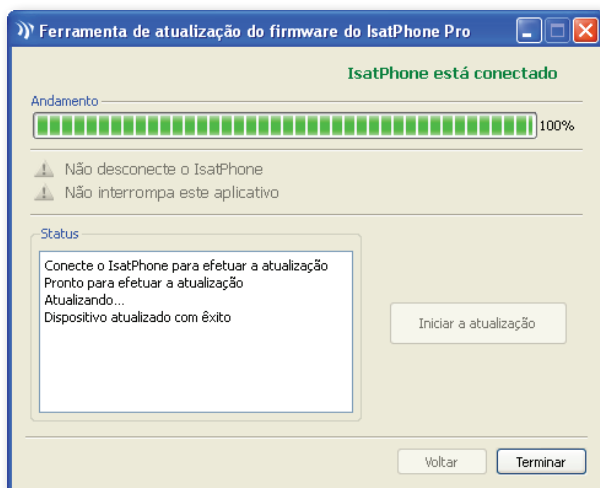 Ferramenta de atualização do firmware do IsatPhone Pro
IsatPhone está conectado
Andamento
100%
Não desconecte o IsatPhone
Não interrompa este aplicativo
Status
Conecte o IsatPhone para efetuar a atualização
Pronto para efetuar a atualização
Atualizando...
Dispositivo atualizado com êxito
Iniciar a atualização
Voltar
Terminar